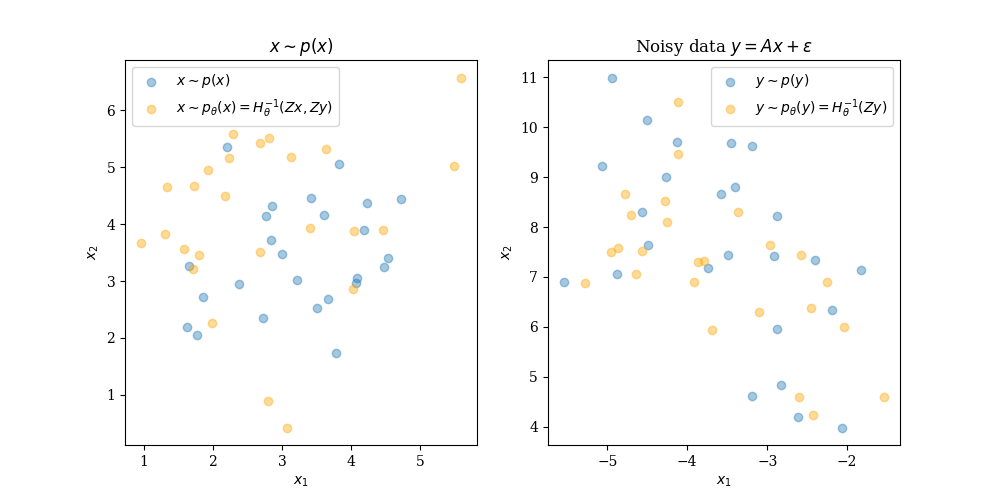 x ~ p(x)
x ~ p(x)
x ~ p_θ(x) = H_θ^{-1}(Zx, Zy)
6
5
4
3
2
1
x_2
1 2 3 4 5
x_1
Noisy data y = Ax + ε
y ~ p(y)
y ~ p_θ(y) = H_θ^{-1}(Zy)
11
10
9
8
7
6
5
4
x_2
−5 −4 −3 −2
x_1